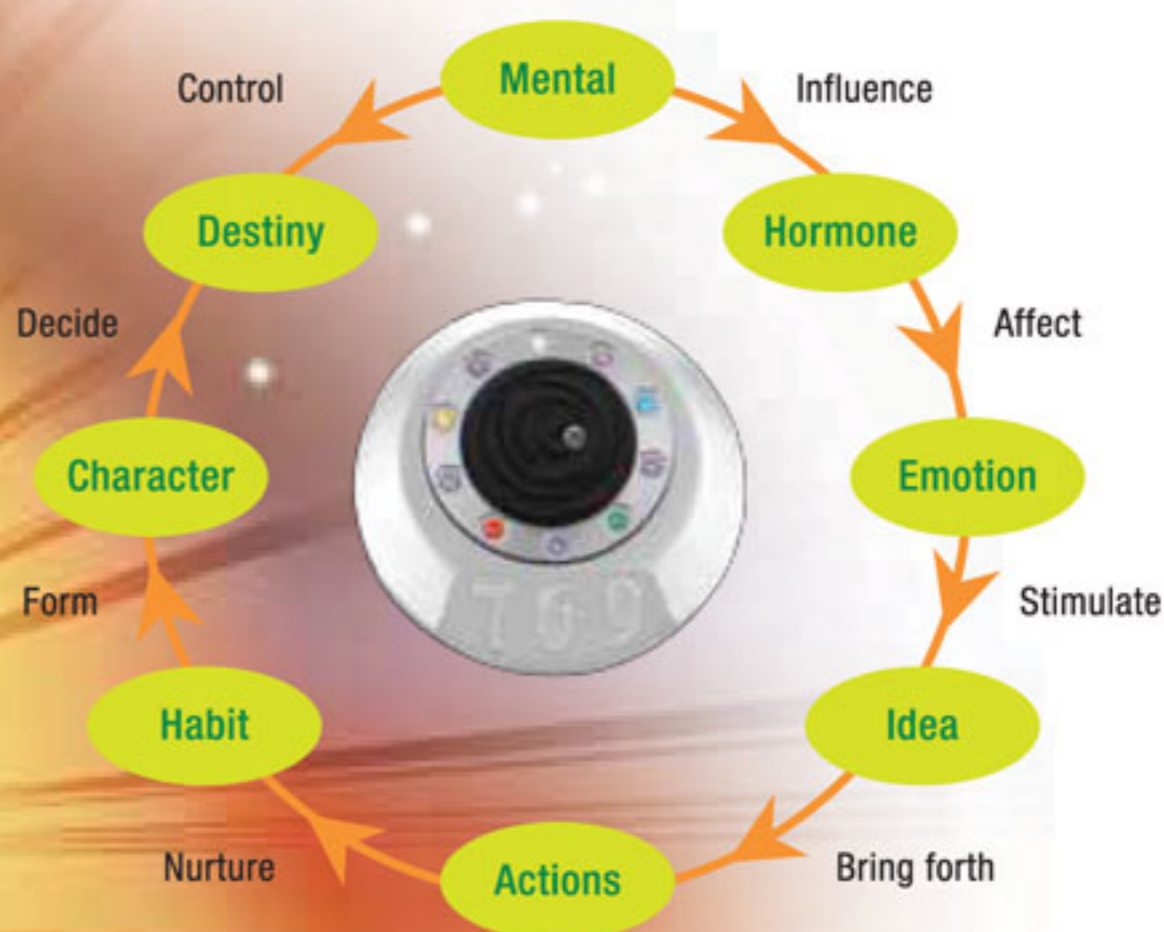 Mental
Control
Influence
Destiny
Hormone
Decide
Affect
Character
Emotion
Form
Stimulate
Habit
Idea
Nurture
Actions
Bring forth